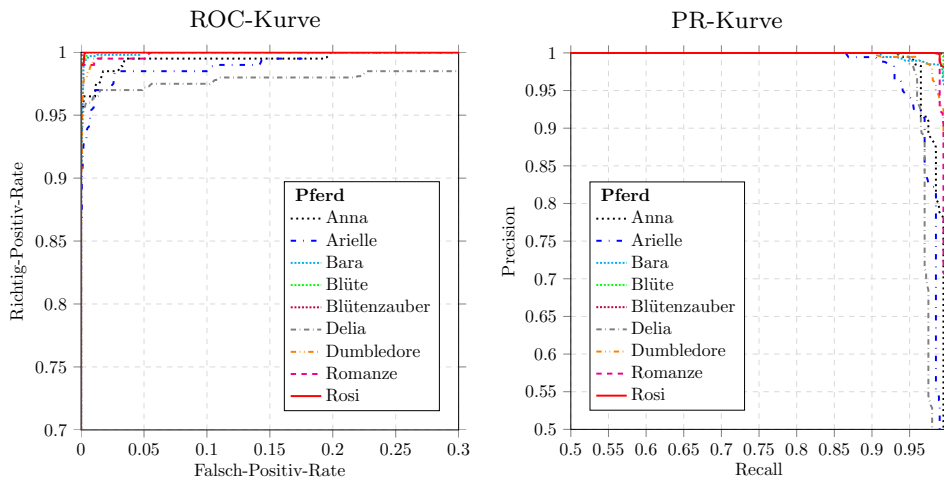 ROC-Kurve
1
0.95
0.9
0.85
0.8
0.75
0.7
Richtig-Positiv-Rate
0
0.05
0.1
0.15
0.2
0.25
0.3
Falsch-Positiv-Rate
Pferd
Anna
Arielle
Bara
Blüte
Blütenzauber
Delia
Dumbledore
Romanze
Rosi
PR-Kurve
1
0.95
0.9
0.85
0.8
0.75
0.7
0.65
0.6
0.55
0.5
Precision
0.5
0.55
0.6
0.65
0.7
0.75
0.8
0.85
0.9
0.95
Recall
Pferd
Anna
Arielle
Bara
Blüte
Blütenzauber
Delia
Dumbledore
Romanze
Rosi